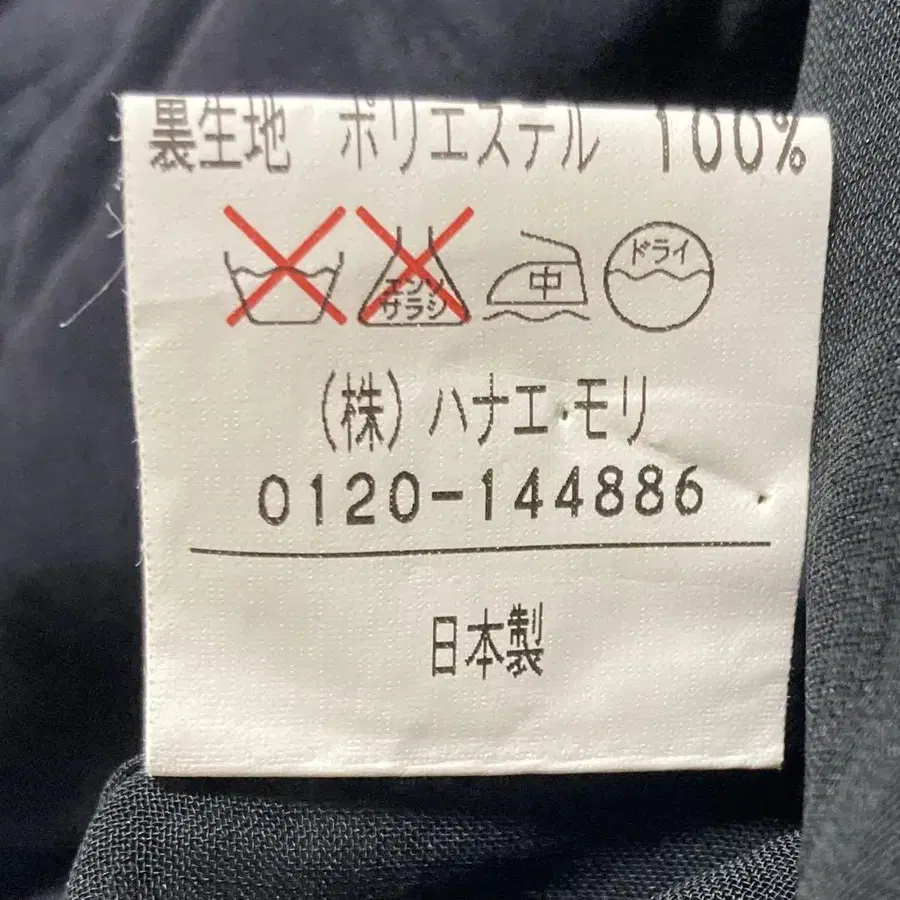 裏生地 ポリエステル 100%
エンソ サラシ 中 ドライ
(株)ハナエ・モリ
0120-144886
日本製